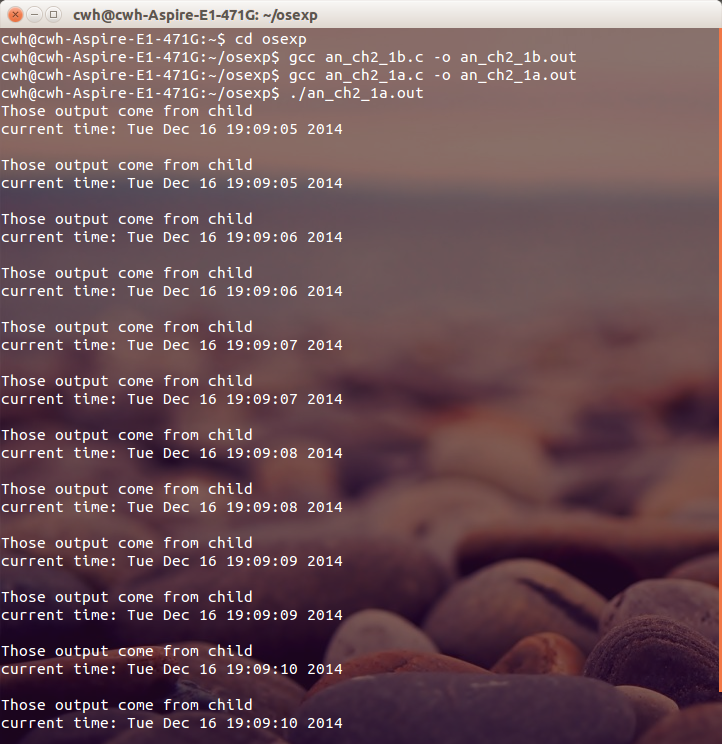 cwh@cwh-Aspire-E1-471G: ~/osexp
cwh@cwh-Aspire-E1-471G:~$ cd osexp
cwh@cwh-Aspire-E1-471G:~/osexp$ gcc an_ch2_1b.c -o an_ch2_1b.out
cwh@cwh-Aspire-E1-471G:~/osexp$ gcc an_ch2_1a.c -o an_ch2_1a.out
cwh@cwh-Aspire-E1-471G:~/osexp$ ./an_ch2_1a.out
Those output come from child
current time: Tue Dec 16 19:09:05 2014
Those output come from child
current time: Tue Dec 16 19:09:05 2014
Those output come from child
current time: Tue Dec 16 19:09:06 2014
Those output come from child
current time: Tue Dec 16 19:09:06 2014
Those output come from child
current time: Tue Dec 16 19:09:07 2014
Those output come from child
current time: Tue Dec 16 19:09:07 2014
Those output come from child
current time: Tue Dec 16 19:09:08 2014
Those output come from child
current time: Tue Dec 16 19:09:08 2014
Those output come from child
current time: Tue Dec 16 19:09:09 2014
Those output come from child
current time: Tue Dec 16 19:09:09 2014
Those output come from child
current time: Tue Dec 16 19:09:10 2014
Those output come from child
current time: Tue Dec 16 19:09:10 2014